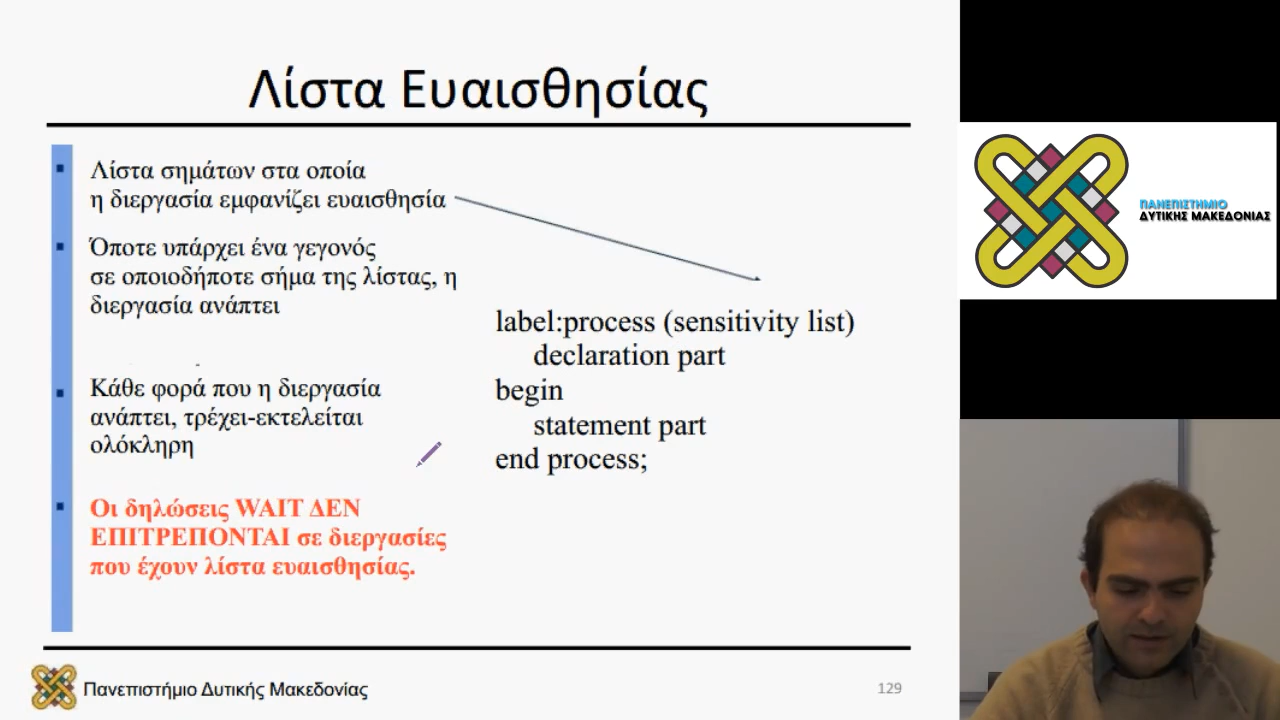 Λίστα Ευαισθησίας
Λίστα σημάτων στα οποία
η διεργασία εμφανίζει ευαισθησία
Όποτε υπάρχει ένα γεγονός
σε οποιοδήποτε σήμα της λίστας, η
διεργασία ανάπτει
Κάθε φορά που η διεργασία
ανάπτει, τρέχει-εκτελείται
ολόκληρη
Οι δηλώσεις WAIT ΔΕΝ
ΕΠΙΤΡΕΠΟΝΤΑΙ σε διεργασίες
που έχουν λίστα ευαισθησίας.
label:process (sensitivity list)
declaration part
begin
statement part
end process;
Πανεπιστήμιο Δυτικής Μακεδονίας
129
ΠΑΝΕΠΙΣΤΗΜΙΟ
ΔΥΤΙΚΗΣ ΜΑΚΕΔΟΝΙΑΣ